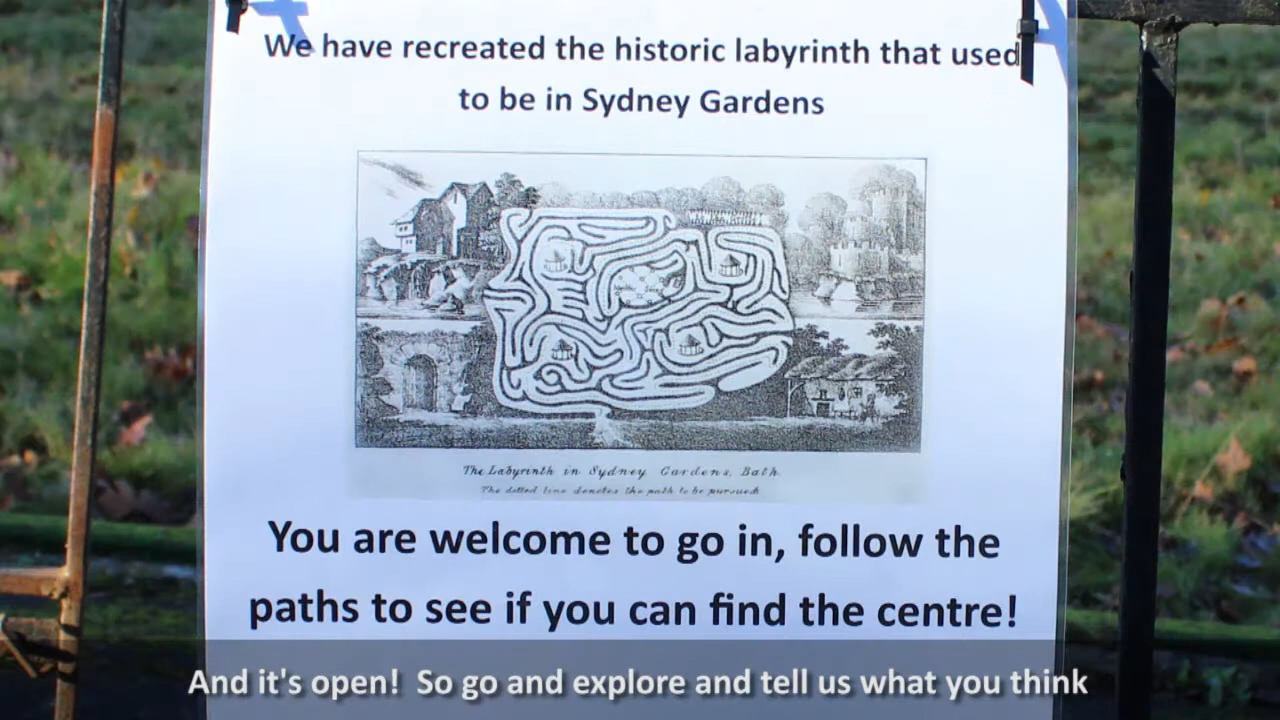 We have recreated the historic labyrinth that used
to be in Sydney Gardens
The Labyrinth in Sydney Gardens, Bath.
The dotted line denotes the path to be pursued.
You are welcome to go in, follow the
paths to see if you can find the centre!
And it's open! So go and explore and tell us what you think